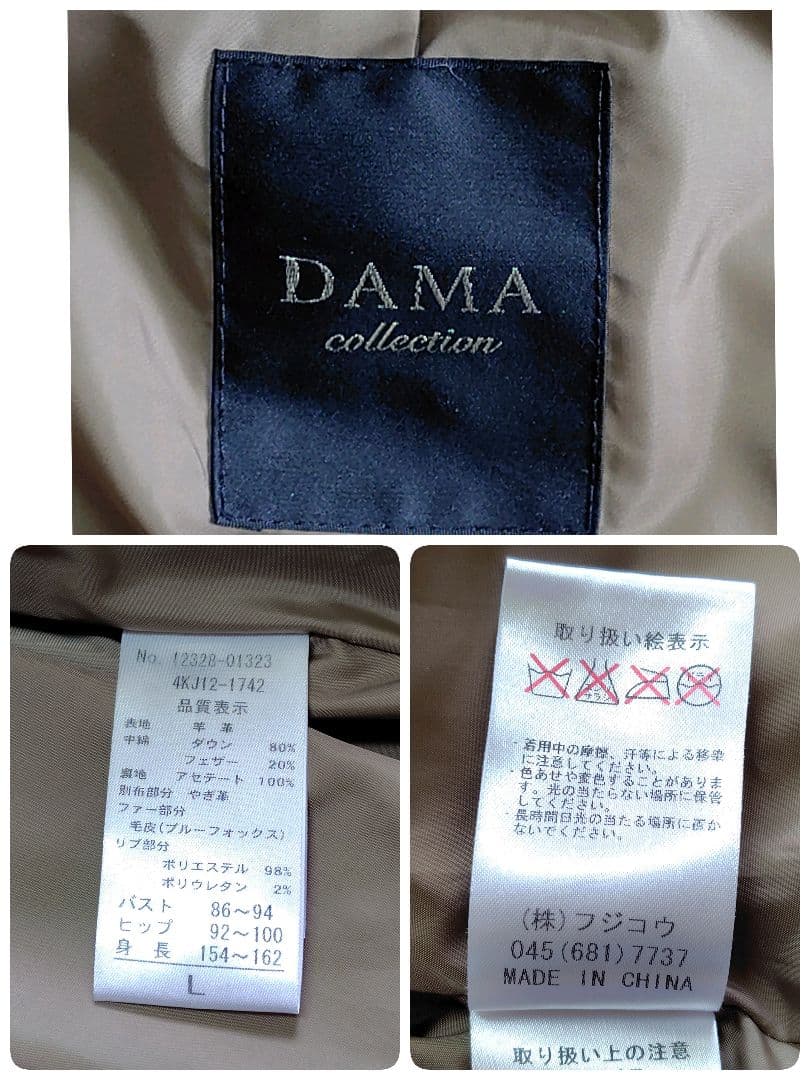 DAMA
collection
No. 12328-01323
4KJ12-1742
品質表示
表地 羊革
中綿 ダウン 80%
フェザー 20%
裏地 アセテート 100%
別布部分 やぎ革
ファー部分
毛皮(ブルーフォックス)
リブ部分
ポリエステル 98%
ポリウレタン 2%
バスト 86～94
ヒップ 92～100
身長 154～162
L
取り扱い絵表示
・着用中の摩擦、汗等による移染
に注意してください。
・色あせや変色することがありま
す。光の当たらない場所に保管
してください。
・長時間日光の当たる場所に置か
ないでください。
(株)フジコウ
045(681)7737
MADE IN CHINA
取り扱い上の注意